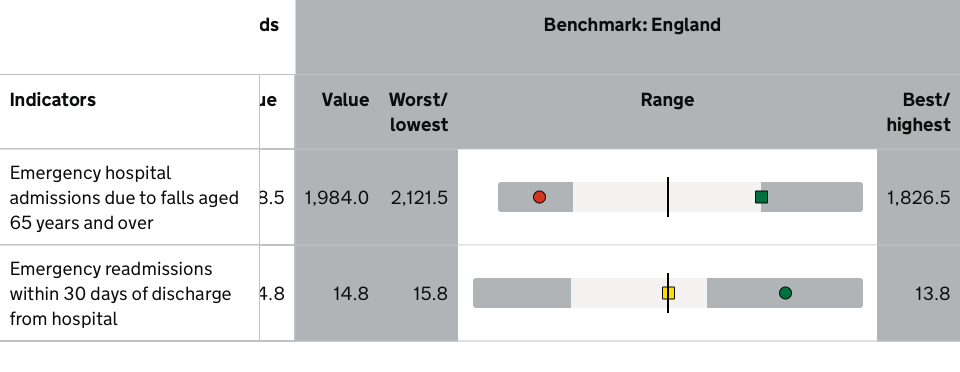 ds
Benchmark: England
Indicators
ue
Value
Worst/
lowest
Range
Best/
highest
Emergency hospital
admissions due to falls aged
65 years and over
8.5
1,984.0
2,121.5
1,826.5
Emergency readmissions
within 30 days of discharge
from hospital
4.8
14.8
15.8
13.8